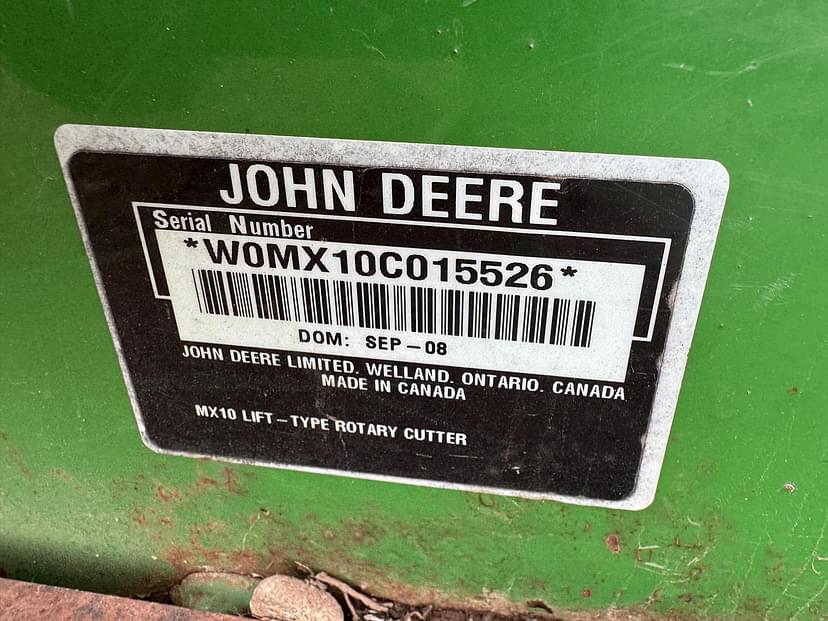 JOHN DEERE
Serial Number
*W0MX10C015526*
DOM: SEP-08
JOHN DEERE LIMITED. WELLAND. ONTARIO. CANADA
MADE IN CANADA
MX10 LIFT-TYPE ROTARY CUTTER